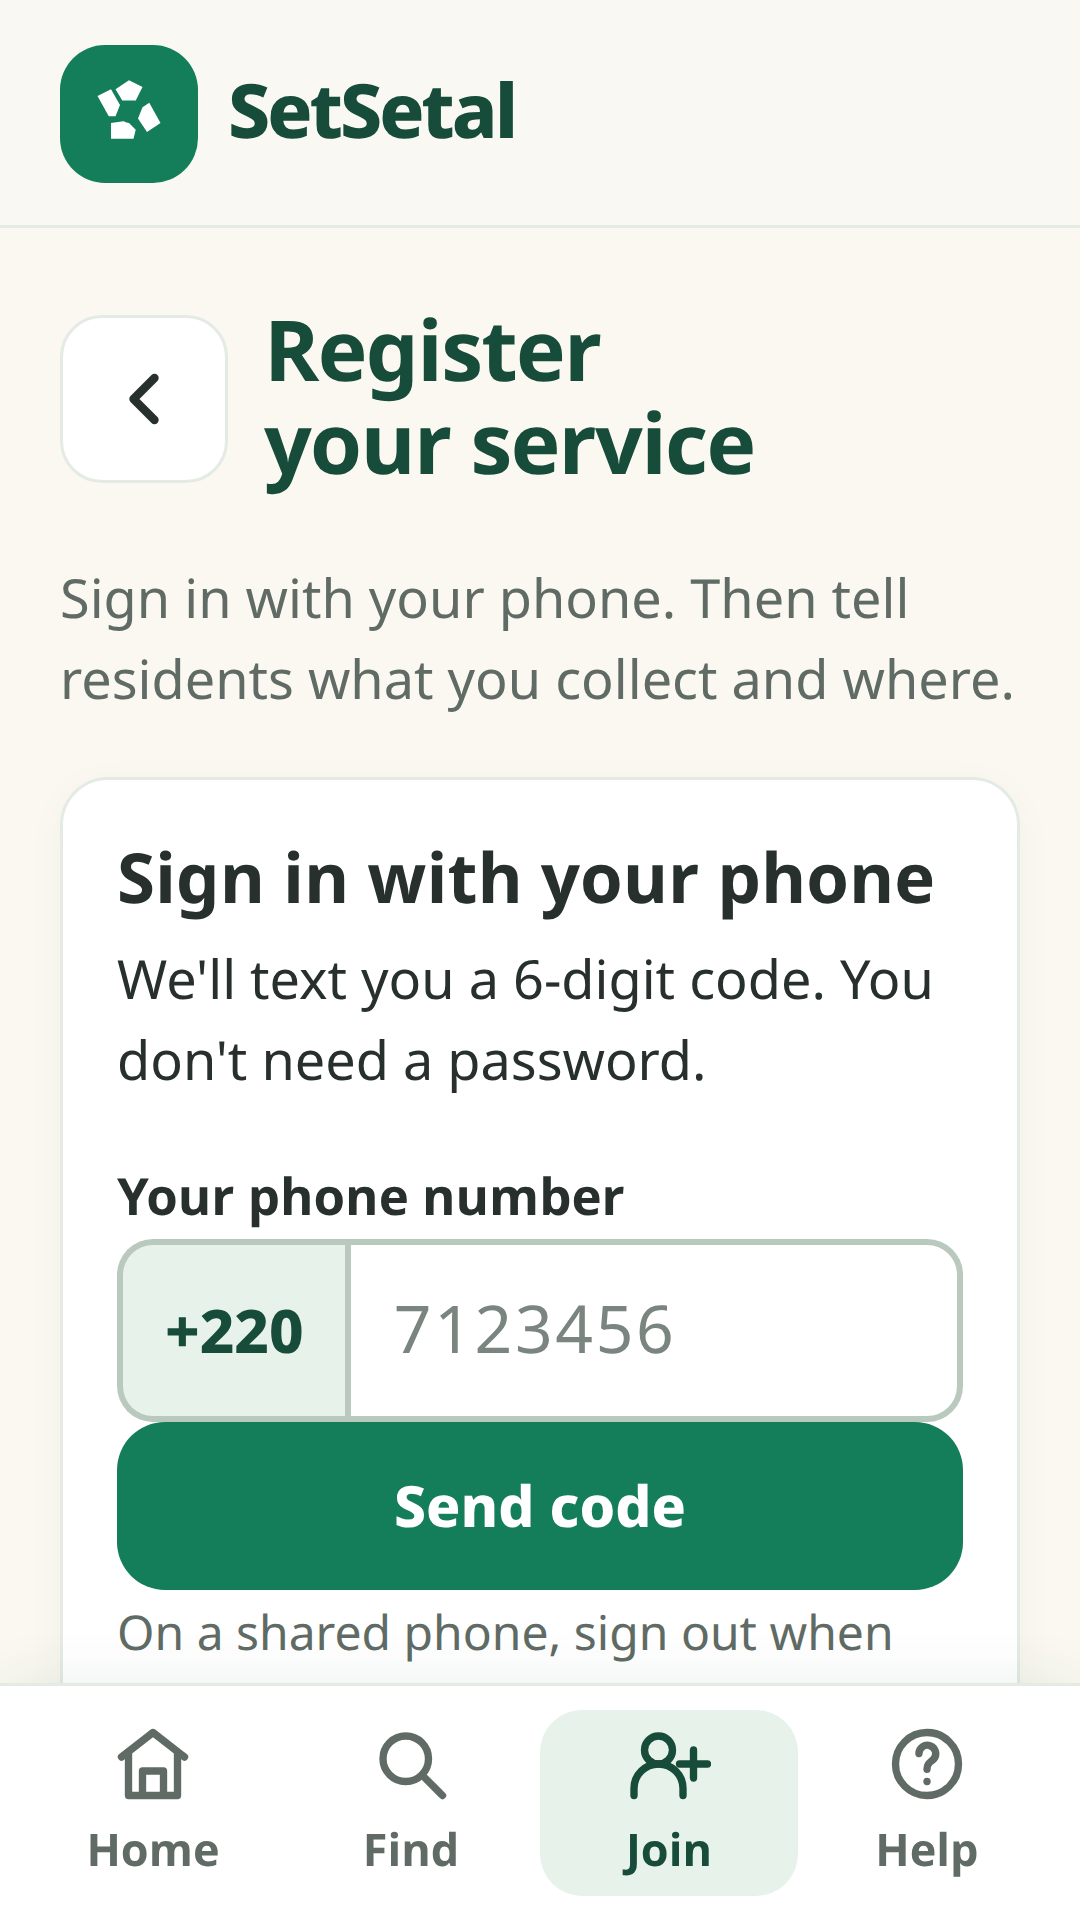 SetSetal
Register
your service
Sign in with your phone. Then tell
residents what you collect and where.
Sign in with your phone
We'll text you a 6-digit code. You
don't need a password.
Your phone number
+220 7123456
Send code
On a shared phone, sign out when
Home Find Join Help